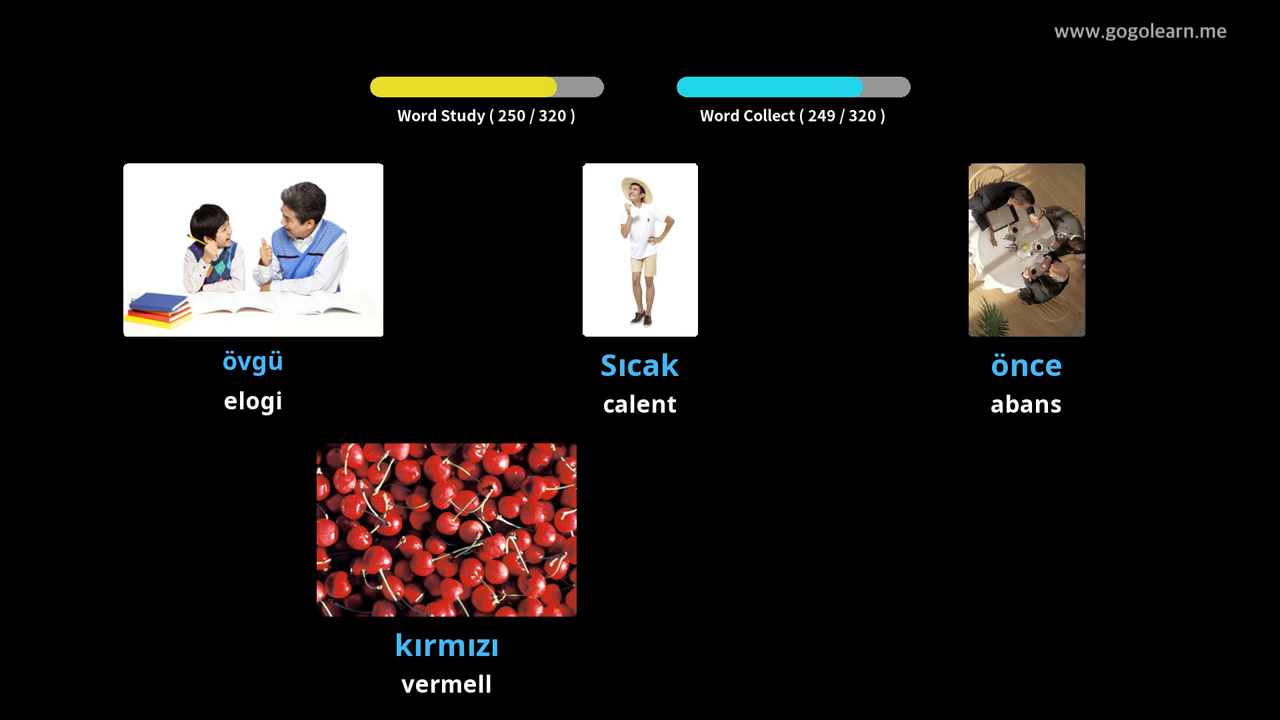 www.gogolearn.me
Word Study ( 250 / 320 )
Word Collect ( 249 / 320 )
övgü
elogi
Sıcak
calent
önce
abans
kırmızı
vermell